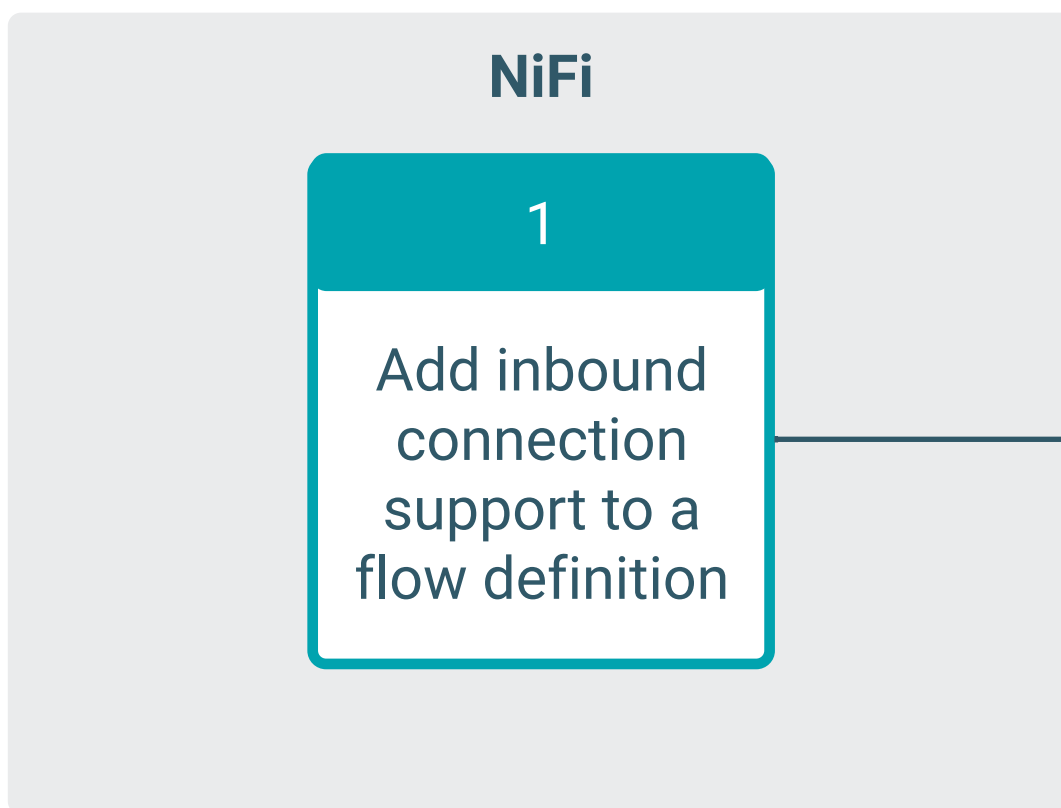 NiFi
1
Add inbound
connection
support to a
flow definition